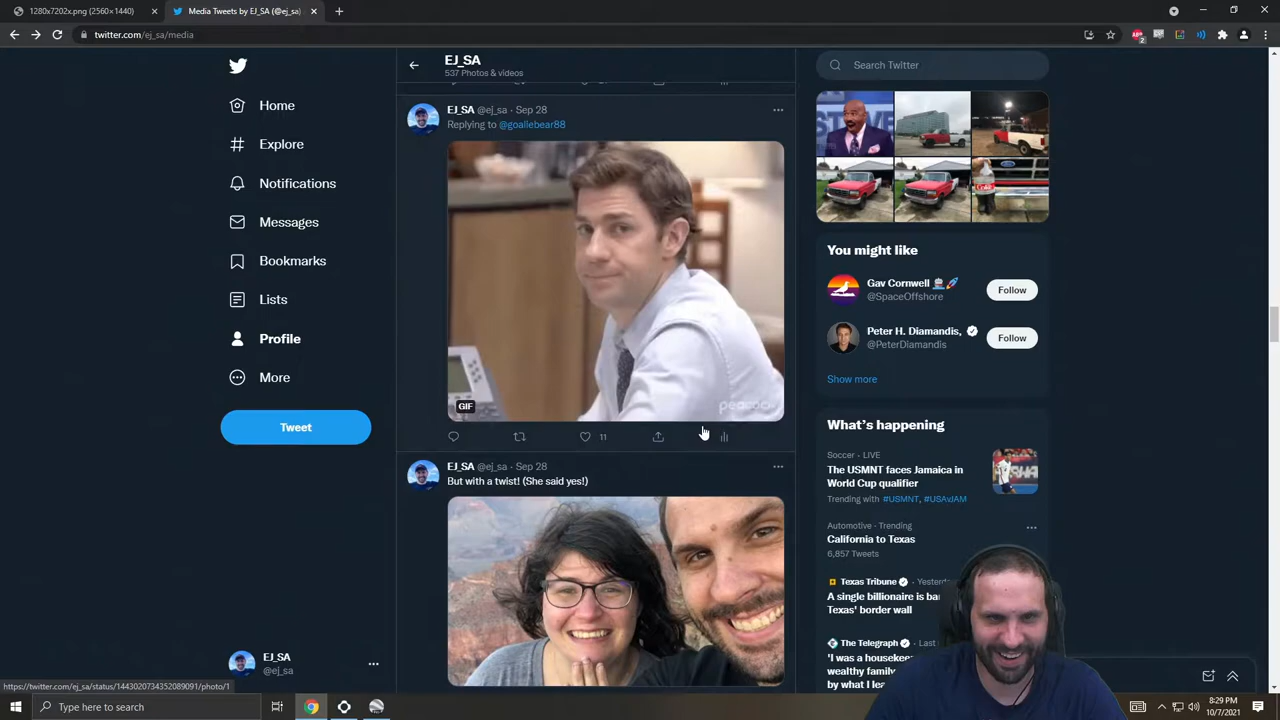 1280x7202x.png (2560×1440)
Media Tweets by EJ_SA (@ej_sa)
twitter.com/ej_sa/media
Home
Explore
Notifications
Messages
Bookmarks
Lists
Profile
More
Tweet
EJ_SA
@ej_sa
EJ_SA
537 Photos & videos
EJ_SA @ej_sa · Sep 28
Replying to @goaliebear88
GIF
peacock
11
EJ_SA @ej_sa · Sep 28
But with a twist! (She said yes!)
Search Twitter
Coke
You might like
Gav Cornwell
@SpaceOffshore
Follow
Peter H. Diamandis,
@PeterDiamandis
Follow
Show more
What's happening
Soccer · LIVE
The USMNT faces Jamaica in
World Cup qualifier
Trending with #USMNT, #USAvJAM
Automotive · Trending
California to Texas
6,857 Tweets
Texas Tribune
A single billionaire is
Texas' border wall
The Telegraph · Last
'I was a
wealthy family
by what I
https://twitter.com/ej_sa/status/1443020734352089091/photo/1
Type here to search
8:29 PM
10/7/2021